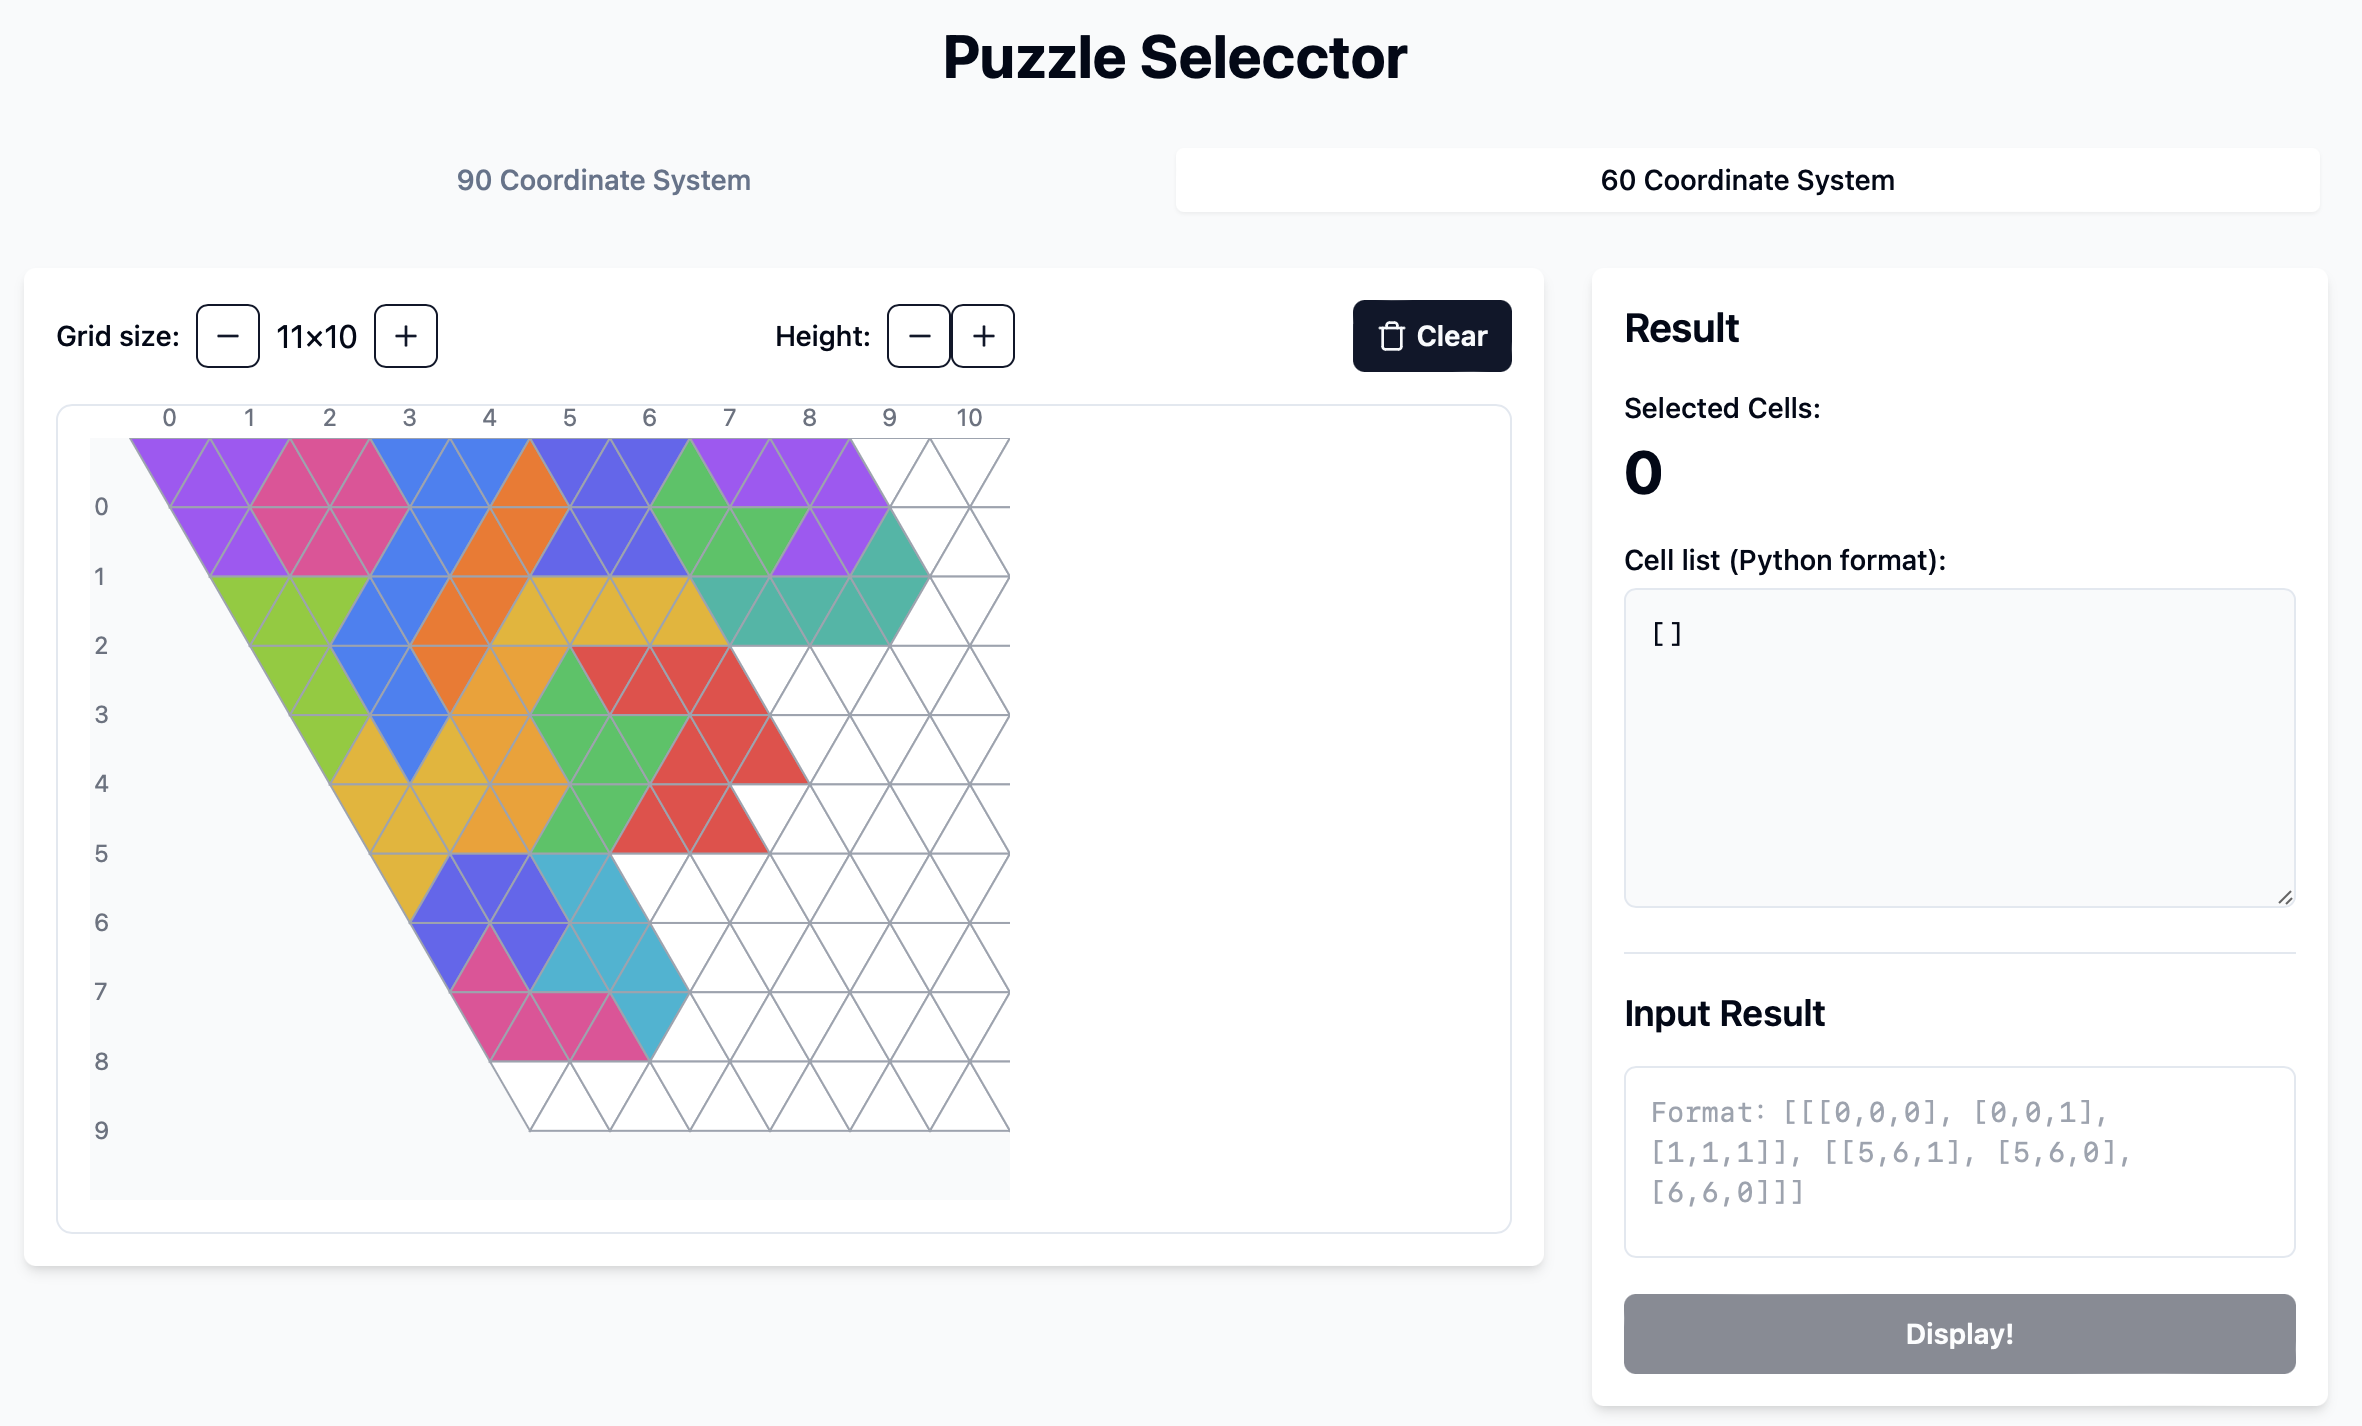 Puzzle Selecctor
90 Coordinate System
60 Coordinate System
Grid size:
11×10
Height:
Clear
0 1 2 3 4 5 6 7 8 9 10
0
1
2
3
4
5
6
7
8
9
Result
Selected Cells:
0
Cell list (Python format):
[]
Input Result
Format: [[[0,0,0], [0,0,1],
[1,1,1]], [[5,6,1], [5,6,0],
[6,6,0]]]
Display!